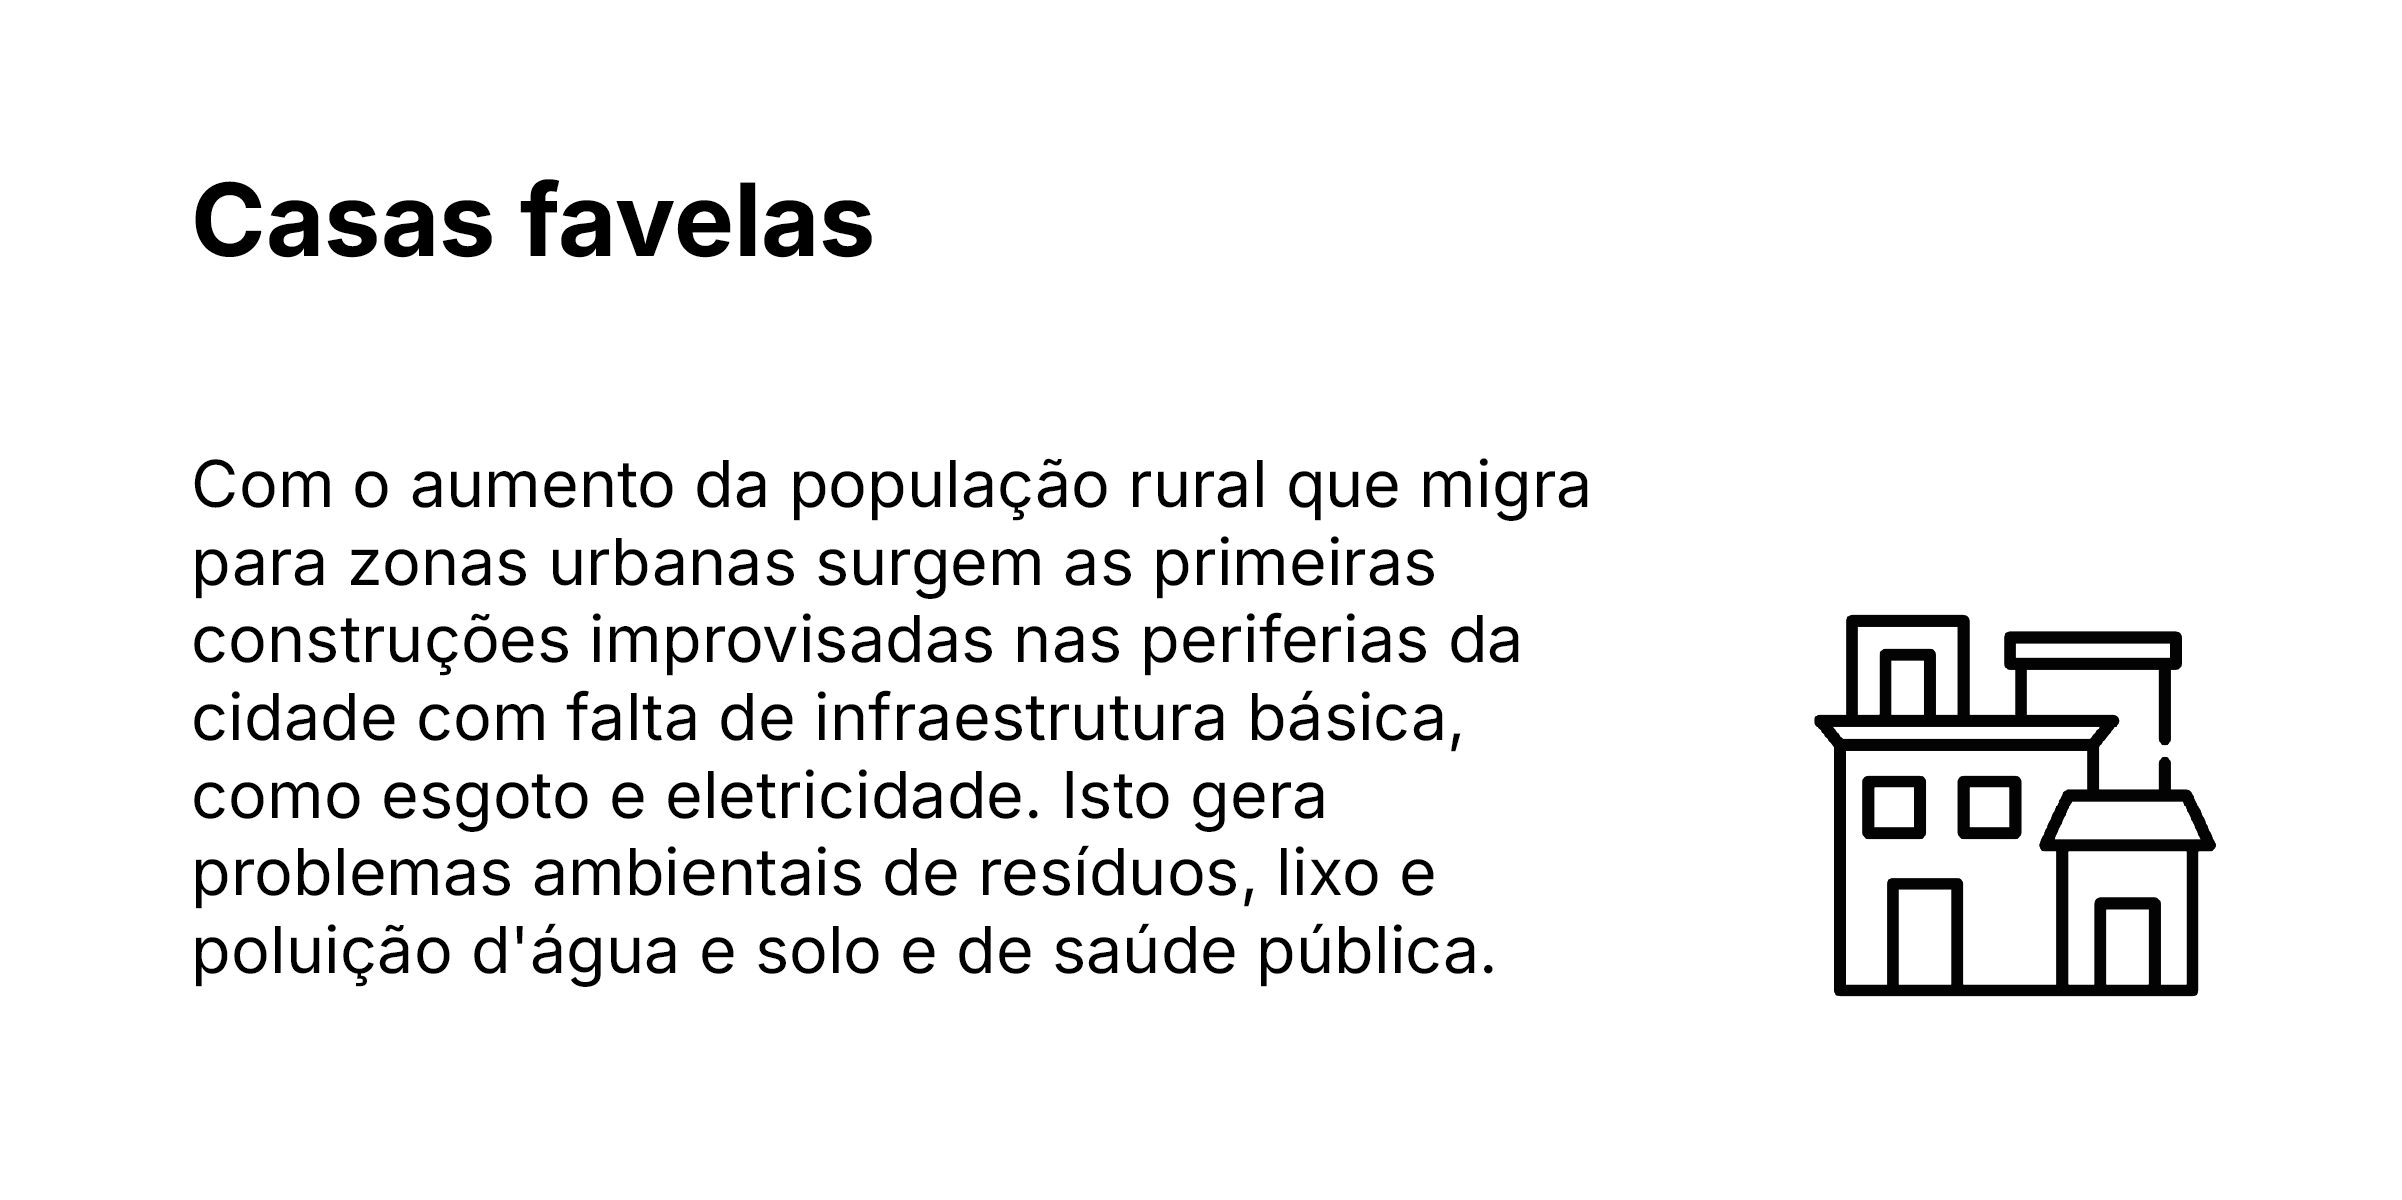 Casas favelas
Com o aumento da população rural que migra
para zonas urbanas surgem as primeiras
construções improvisadas nas periferias da
cidade com falta de infraestrutura básica,
como esgoto e eletricidade. Isto gera
problemas ambientais de resíduos, lixo e
poluição d'água e solo e de saúde pública.